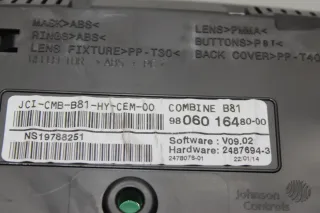 MASK>ABS<
LENS>PMMA<
RINGS>ABS<
BUTTONS>PBT<
LENS FIXTURE>PP-T30<
BACK COVER>PP-T40
JCI-CMB-B81-HY-CEM-D0
COMBINE B81
98 060 164 80-00
NS19788251
Software : V09.02
Hardware: 2487694-3
2478076-01
22/01/14
Johnson
Controls